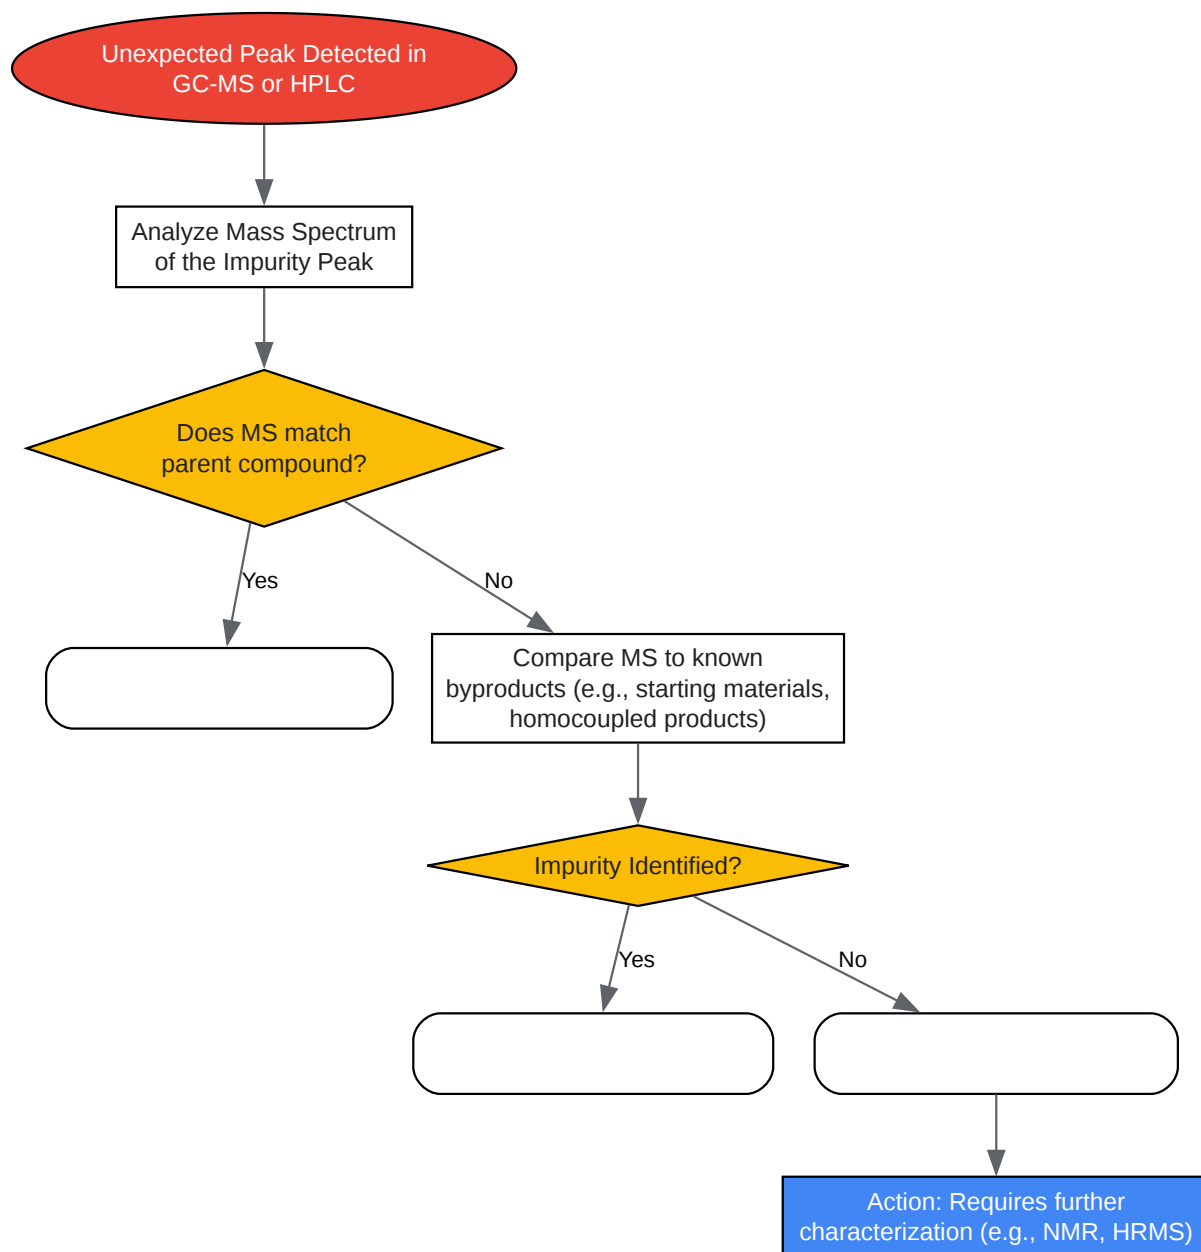 Unexpected Peak Detected in
GC-MS or HPLC
Analyze Mass Spectrum
of the Impurity Peak
Does MS match
parent compound?
Yes
No
Compare MS to known
byproducts (e.g., starting materials,
homocoupled products)
Impurity Identified?
Yes
No
Action: Requires further
characterization (e.g., NMR, HRMS)